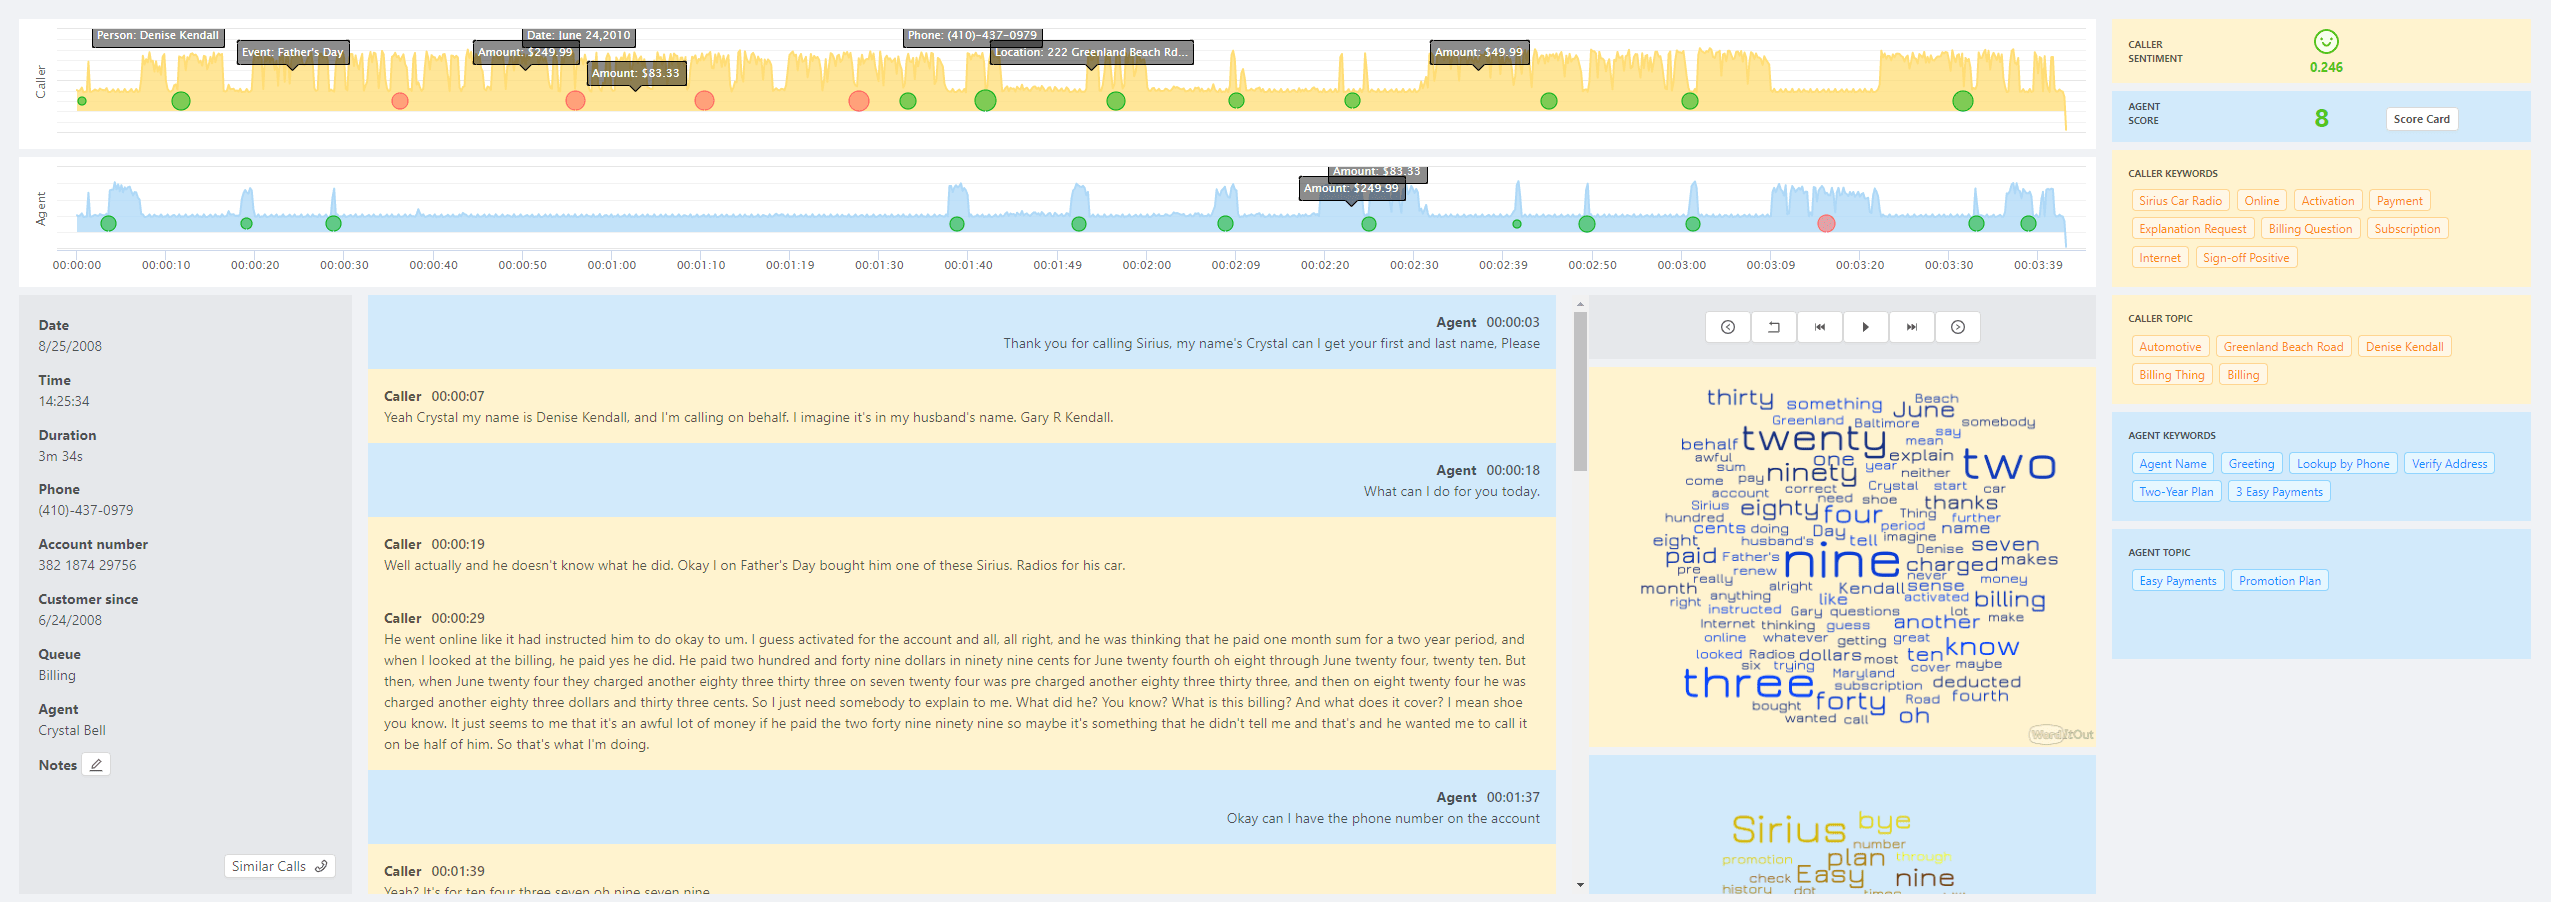 Person: Denise Kendall
Event: Father's Day
Date: June 24,2010
Amount: $249.99
Amount: $83.33
Phone: (410)-437-0979
Location: 222 Greenland Beach Rd...
Amount: $49.99
Caller
Amount: $83.33
Amount: $249.99
Agent
00:00:00 00:00:10 00:00:20 00:00:30 00:00:40 00:00:50 00:01:00 00:01:10 00:01:19 00:01:30 00:01:40 00:01:49 00:02:00 00:02:09 00:02:20 00:02:30 00:02:39 00:02:50 00:03:00 00:03:09 00:03:20 00:03:30 00:03:39
CALLER
SENTIMENT
0.246
AGENT
SCORE
8
Score Card
CALLER KEYWORDS
Sirius Car Radio Online Activation Payment
Explanation Request Billing Question Subscription
Internet Sign-off Positive
CALLER TOPIC
Automotive Greenland Beach Road Denise Kendall
Billing Thing Billing
AGENT KEYWORDS
Agent Name Greeting Lookup by Phone Verify Address
Two-Year Plan 3 Easy Payments
AGENT TOPIC
Easy Payments Promotion Plan
Date
8/25/2008
Time
14:25:34
Duration
3m 34s
Phone
(410)-437-0979
Account number
382 1874 29756
Customer since
6/24/2008
Queue
Billing
Agent
Crystal Bell
Notes
Similar Calls
Agent 00:00:03
Thank you for calling Sirius, my name's Crystal can I get your first and last name, Please
Caller 00:00:07
Yeah Crystal my name is Denise Kendall, and I'm calling on behalf. I imagine it's in my husband's name. Gary R Kendall.
Agent 00:00:18
What can I do for you today.
Caller 00:00:19
Well actually and he doesn't know what he did. Okay I on Father's Day bought him one of these Sirius. Radios for his car.
Caller 00:00:29
He went online like it had instructed him to do okay to um. I guess activated for the account and all, all right, and he was thinking that he paid one month sum for a two year period, and
when I looked at the billing, he paid yes he did. He paid two hundred and forty nine dollars in ninety nine cents for June twenty fourth oh eight through June twenty four, twenty ten. But
then, when June twenty four they charged another eighty three thirty three on seven twenty four was pre charged another eighty three thirty three, and then on eight twenty four he was
charged another eighty three dollars and thirty three cents. So I just need somebody to explain to me. What did he? You know? What is this billing? And what does it cover? I mean shoe
you know. It just seems to me that it's an awful lot of money if he paid the two forty nine ninety nine so maybe it's something that he didn't tell me and that's and he wanted me to call it
on be half of him. So that's what I'm doing.
Agent 00:01:37
Okay can I have the phone number on the account
Caller 00:01:39
Yeah? It's for ten four three seven oh nine seven nine
thirty something Beach
June
Greenland Baltimore somebody
behalf twenty say
mean
awful one explain two
sum ninety year neither
come pay
account correct Crystal start car
Sirius need shoe thanks
hundred eighty four Thing further
cents doing Day period name
eight husband's tell imagine
paid Father's nine Denise seven
pre charged makes
renew never
really money
month alright Kendall sense
right anything like activated billing
instructed Gary questions lot
Internet thinking guess another make
online whatever getting great
looked Radios dollars most ten know
six trying cover maybe
three Maryland
subscription deducted
bought forty Road fourth
wanted call oh
WordItOut
Sirius bye
number
promotion plan through
check Easy nine
history dot times